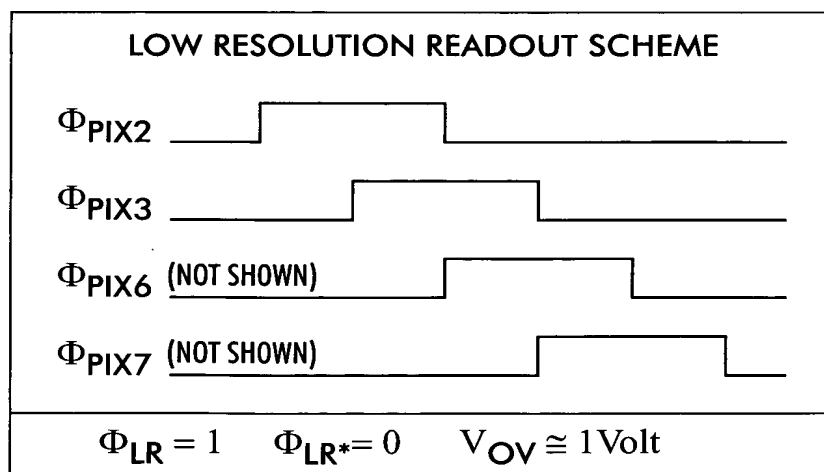 LOW RESOLUTION READOUT SCHEME
ΦPIX2
ΦPIX3
ΦPIX6 (NOT SHOWN)
ΦPIX7 (NOT SHOWN)
ΦLR = 1 ΦLR*= 0 VOV ≅ 1Volt